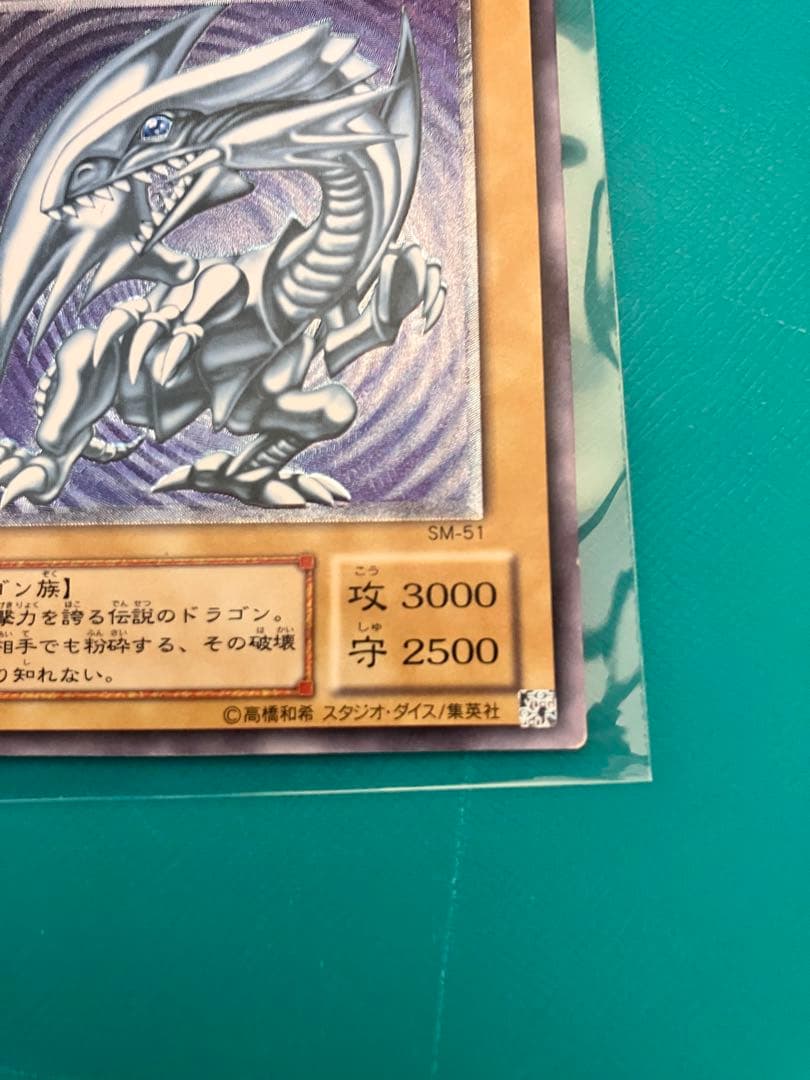 SM-51
ゴン族】
撃力を誇る伝説のドラゴン。
相手でも粉砕する、その破壊
り知れない。
攻 3000
守 2500
©高橋和希 スタジオ・ダイス/集英社